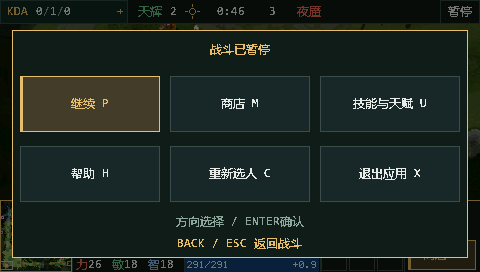 KDA 0/1/0 + 天辉 2 0:46 3 夜魇 暂停
战斗已暂停
继续 P 商店 M 技能与天赋 U
帮助 H 重新选人 C 退出应用 X
方向选择 / ENTER确认
BACK / ESC 返回战斗
力26 敏18 智18 291/291 +0.9